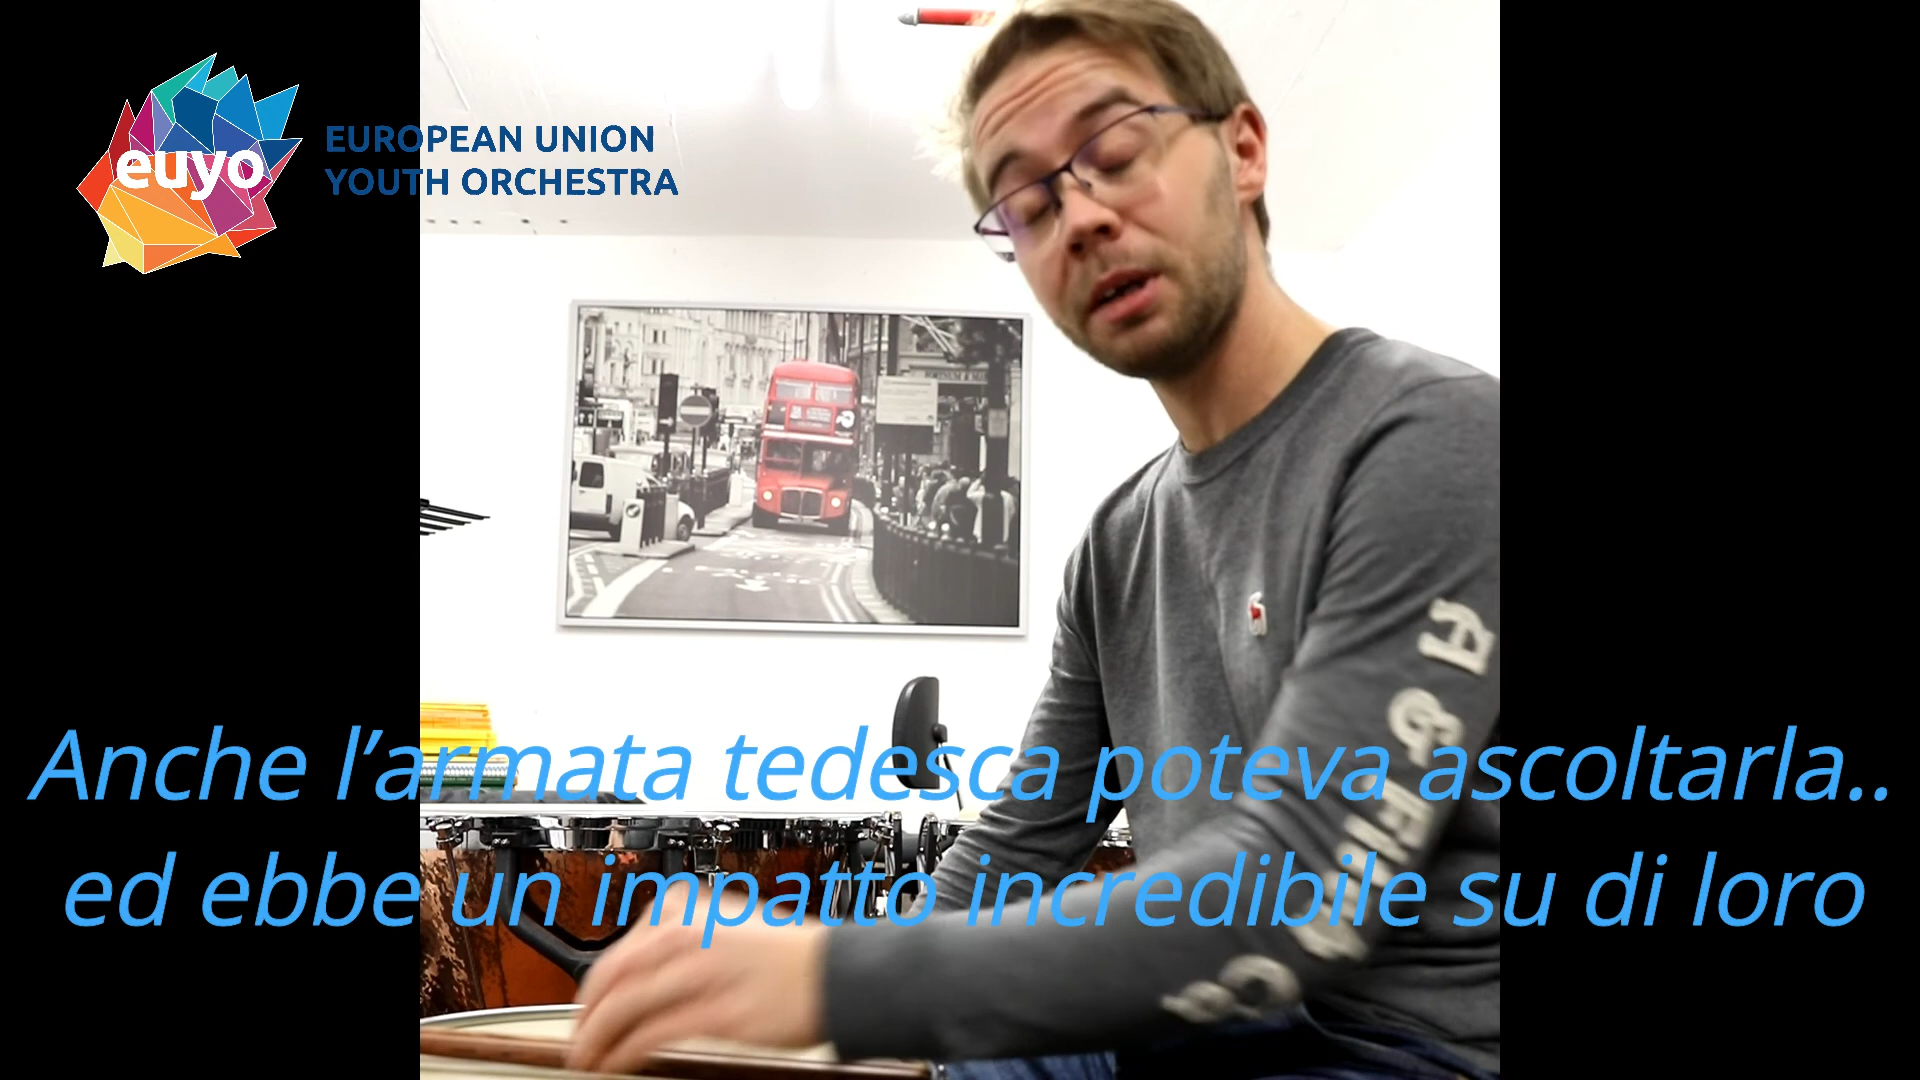 euyo
EUROPEAN UNION
YOUTH ORCHESTRA
Anche l’armata tedesca poteva ascoltarla..
ed ebbe un impatto incredibile su di loro